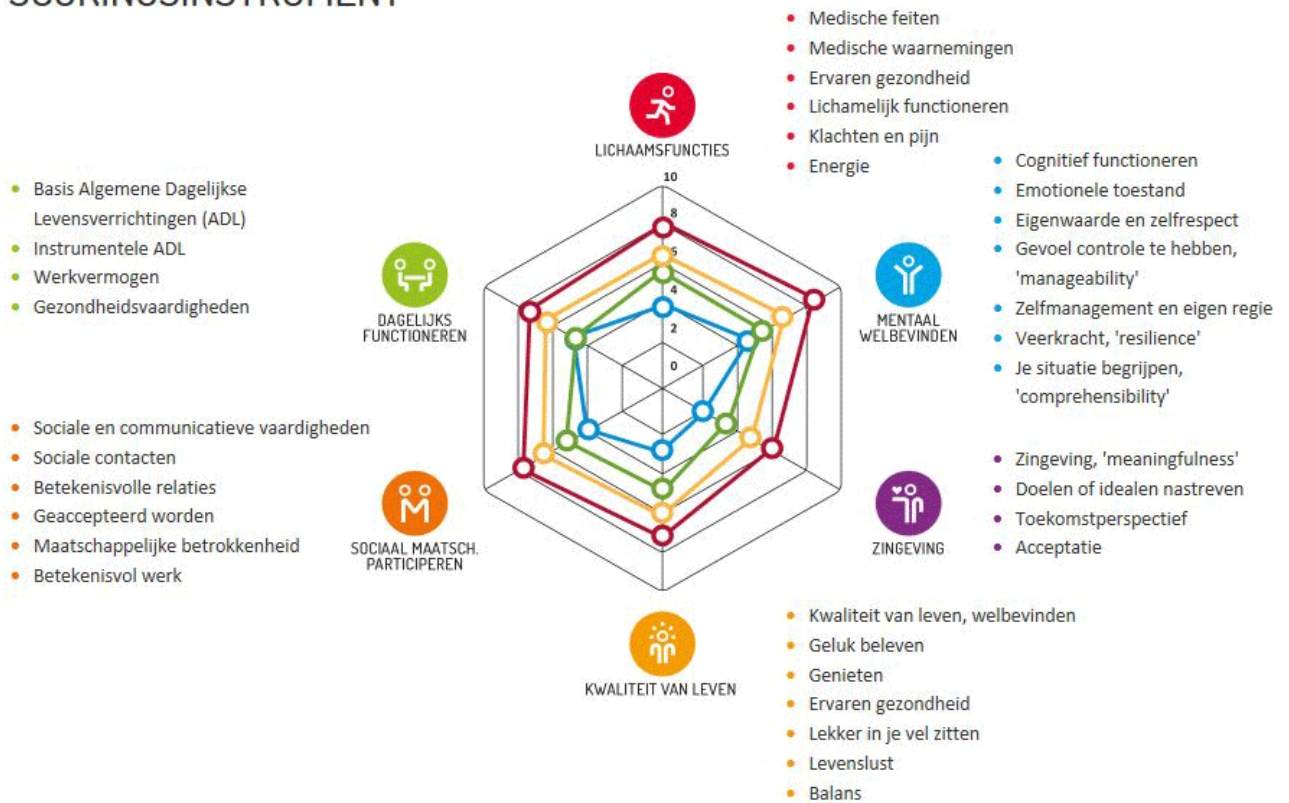 Medische feiten
Medische waarnemingen
Ervaren gezondheid
Lichamelijk functioneren
Klachten en pijn
Energie
LICHAAMSFUNCTIES
Cognitief functioneren
Emotionele toestand
Eigenwaarde en zelfrespect
Gevoel controle te hebben,
'manageability'
Zelfmanagement en eigen regie
Veerkracht, 'resilience'
Je situatie begrijpen,
'comprehensibility'
MENTAAL
WELBEVINDEN
Zingeving, 'meaningfulness'
Doelen of idealen nastreven
Toekomstperspectief
Acceptatie
ZINGEVING
Kwaliteit van leven, welbevinden
Geluk beleven
Genieten
Ervaren gezondheid
Lekker in je vel zitten
Levenslust
Balans
KWALITEIT VAN LEVEN
Sociale en communicatieve vaardigheden
Sociale contacten
Betekenisvolle relaties
Geaccepteerd worden
Maatschappelijke betrokkenheid
Betekenisvol werk
SOCIAAL MAATSCH.
PARTICIPEREN
Basis Algemene Dagelijkse
Levensverrichtingen (ADL)
Instrumentele ADL
Werkvermogen
Gezondheidsvaardigheden
DAGELIJKS
FUNCTIONEREN
10
8
6
4
2
0